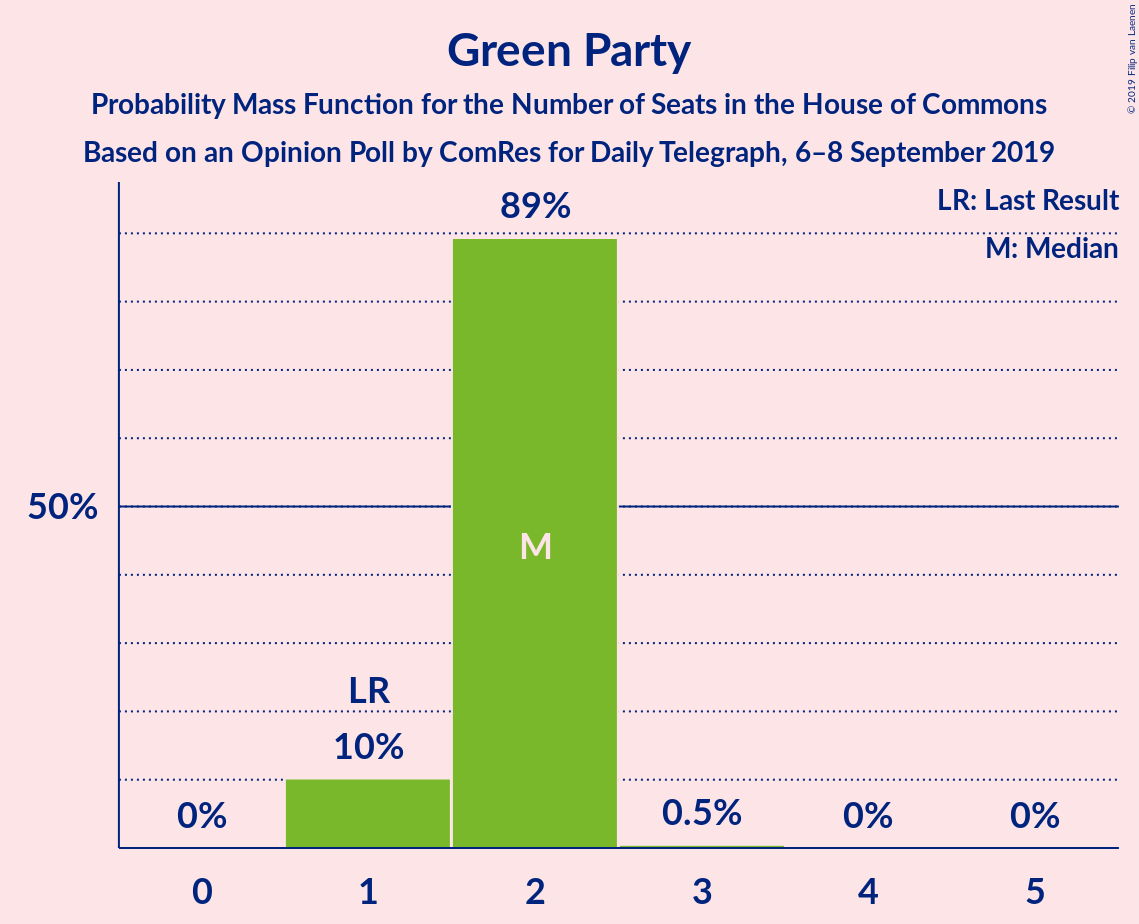 Green Party
Probability Mass Function for the Number of Seats in the House of Commons
Based on an Opinion Poll by ComRes for Daily Telegraph, 6–8 September 2019
© 2019 Filip van Laenen
LR: Last Result
M: Median
89%
50%
M
LR
10%
0%
0.5%
0%
0%
0
1
2
3
4
5